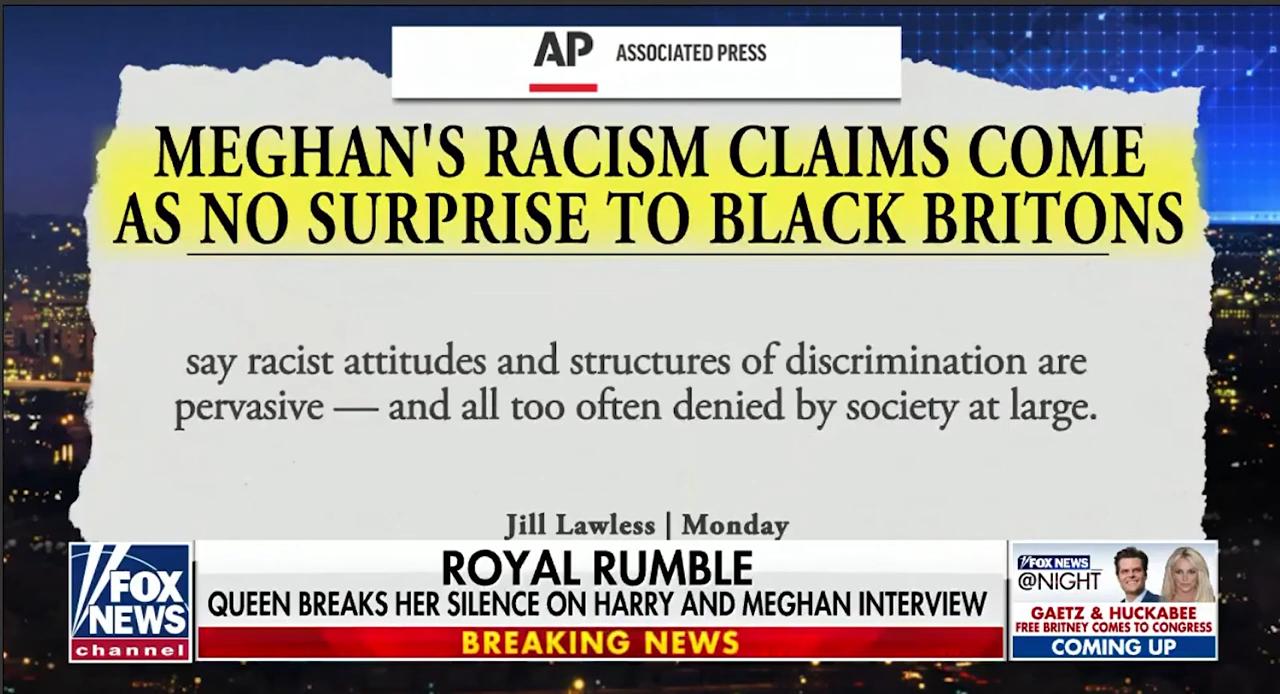 AP ASSOCIATED PRESS
MEGHAN'S RACISM CLAIMS COME
AS NO SURPRISE TO BLACK BRITONS
say racist attitudes and structures of discrimination are
pervasive — and all too often denied by society at large.
Jill Lawless | Monday
FOX
NEWS
channel
ROYAL RUMBLE
QUEEN BREAKS HER SILENCE ON HARRY AND MEGHAN INTERVIEW
BREAKING NEWS
FOX NEWS
@NIGHT
GAETZ & HUCKABEE
FREE BRITNEY COMES TO CONGRESS
COMING UP